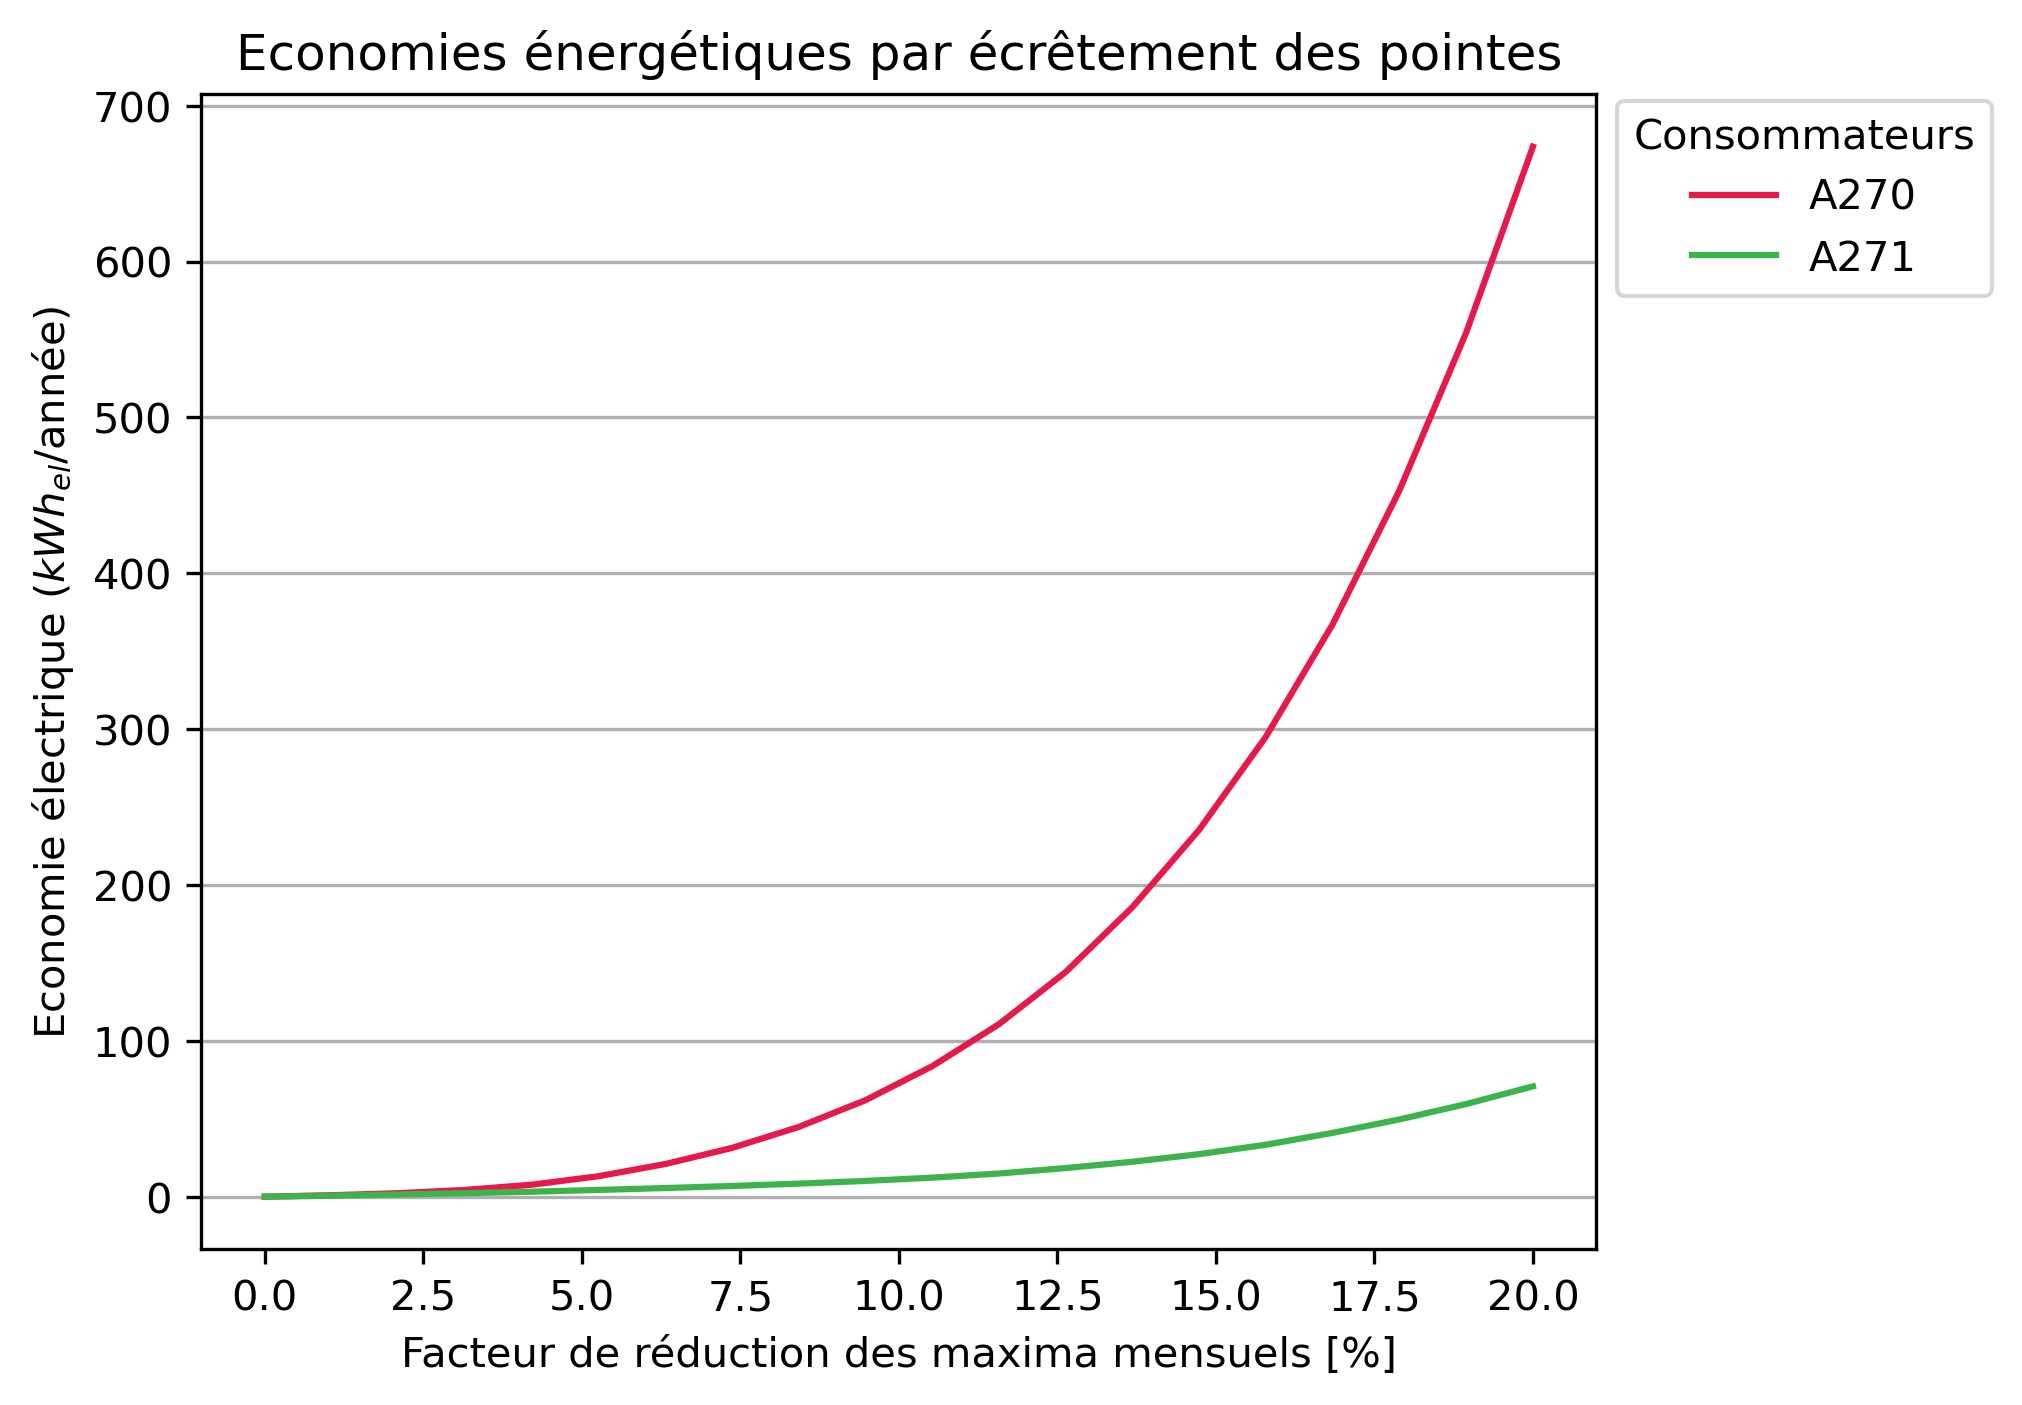 Economies énergétiques par écrêtement des pointes
Consommateurs
A270
A271
700
600
500
400
300
200
100
0
Economie électrique (kWh_el/année)
0.0 2.5 5.0 7.5 10.0 12.5 15.0 17.5 20.0
Facteur de réduction des maxima mensuels [%]